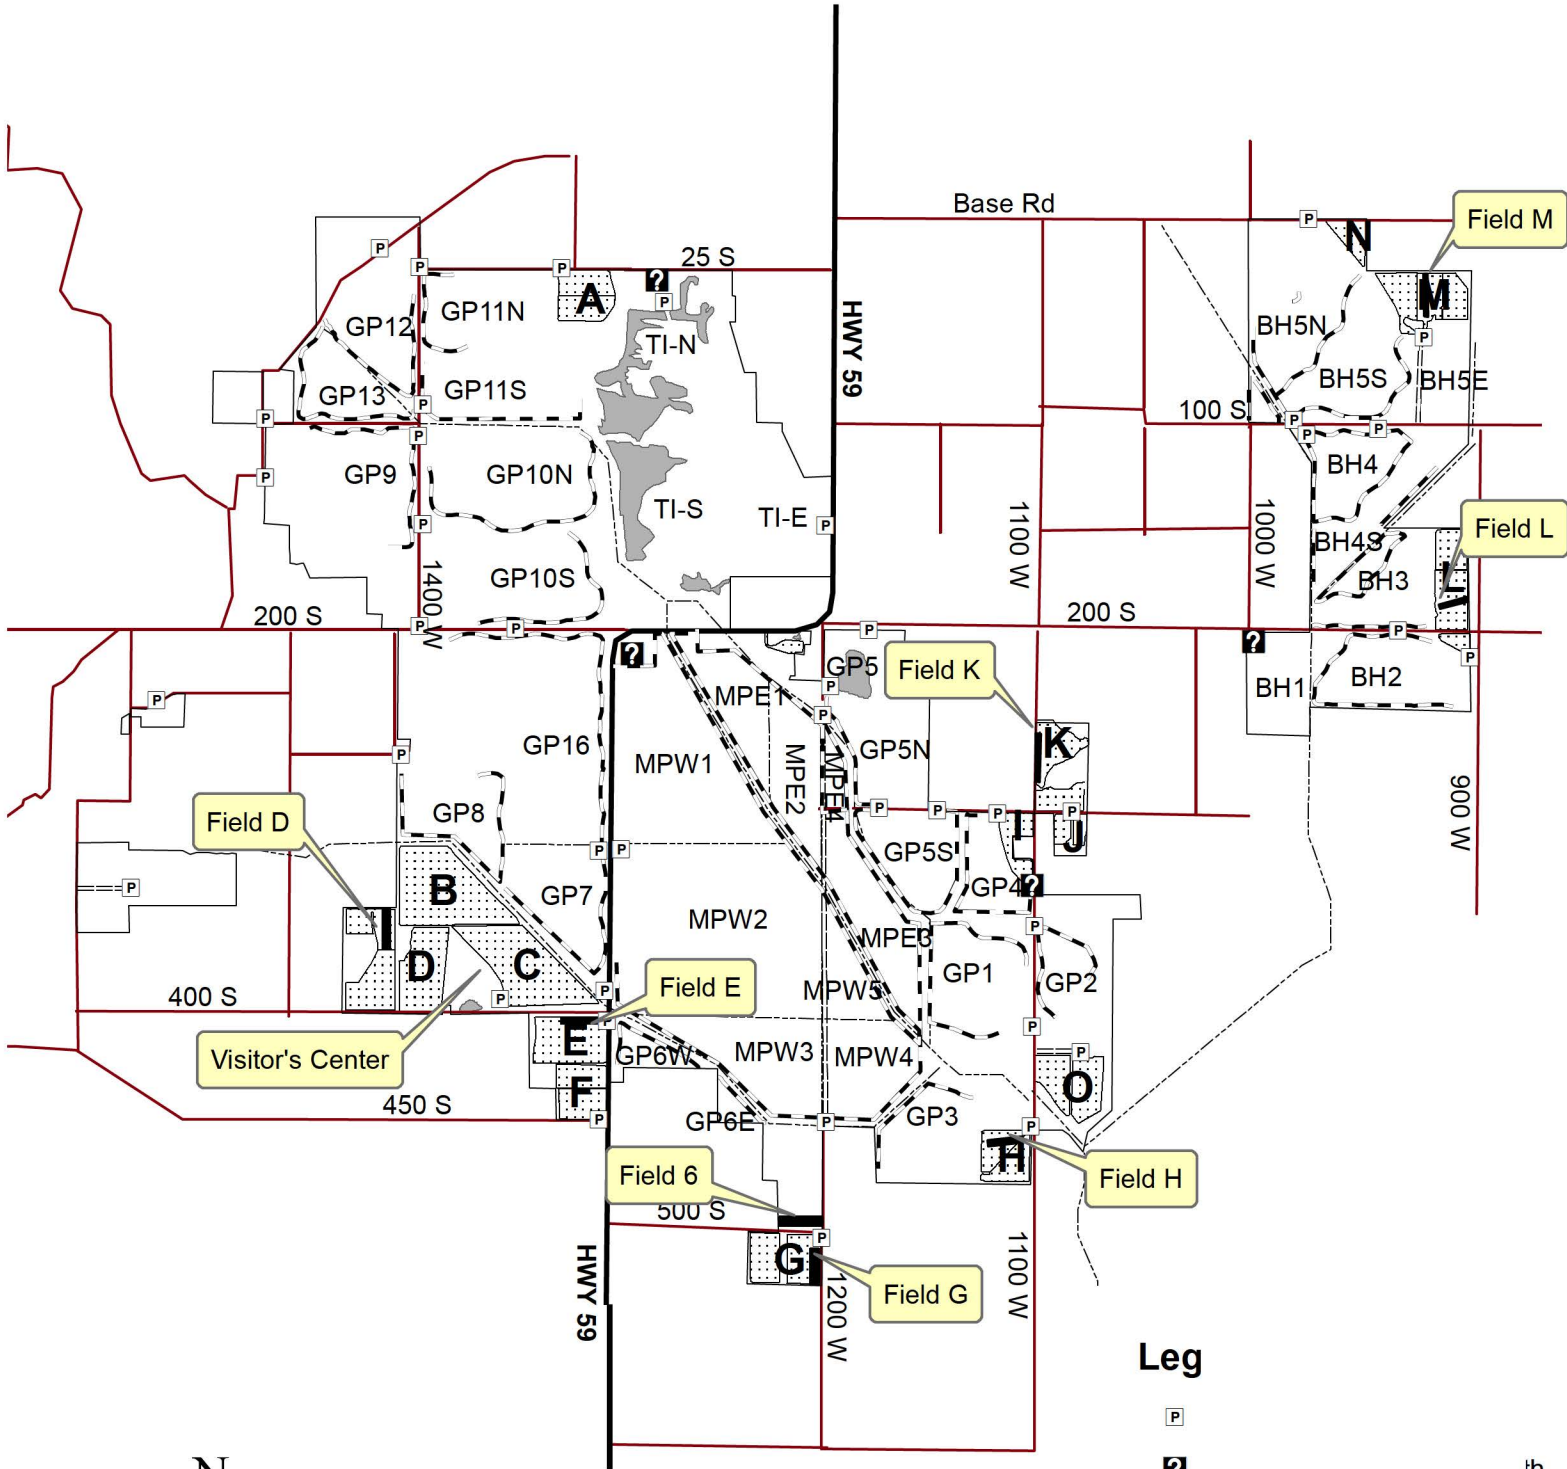 Base Rd
Field M
N
25 S
P
P
P
P
?
A
P
M
GP11N
TI-N
HWY 59
GP12
BH5N
P
GP13
GP11S
BH5S
BH5E
100 S
P
P
P
P
P
P
GP9
GP10N
BH4
P
TI-S
TI-E
P
P
1100 W
1000 W
Field L
BH4S
BH3
L
GP10S
1400 W
200 S
P
P
P
200 S
P
?
?
GP5
Field K
P
P
BH1
BH2
P
MPE1
P
P
GP16
MPW1
MPE2
MPE4
GP5N
K
900 W
Field D
GP8
P
P
P
P
I
J
P
P
GP5S
P
B
GP7
GP4
?
MPW2
MPE3
P
D
C
GP1
GP2
400 S
P
P
Field E
MPW5
Visitor's Center
E
P
GP6W
MPW3
MPW4
P
P
F
O
450 S
P
GP6E
P
GP3
P
H
Field 6
Field H
500 S
P
G
Field G
HWY 59
1200 W
1100 W
Leg
P
?
N
th